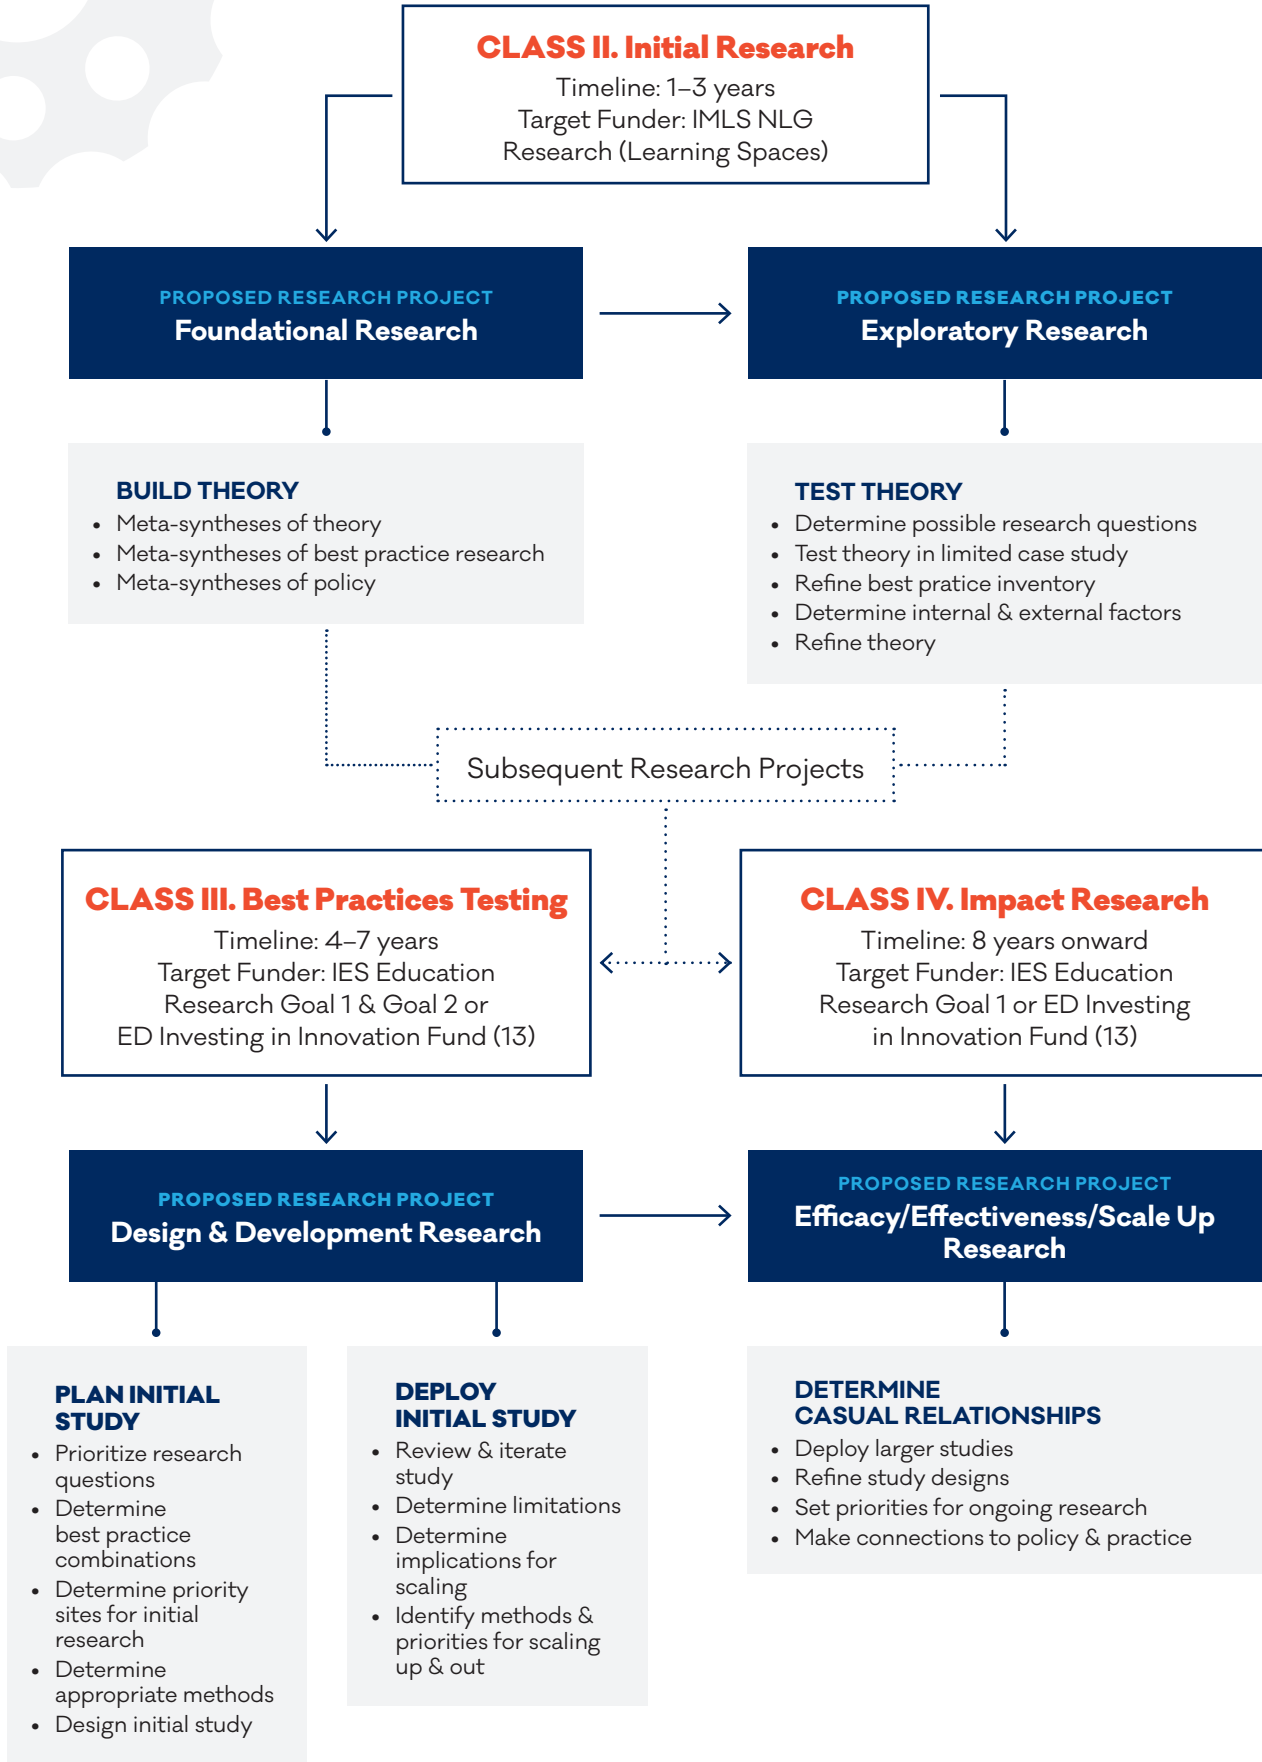 CLASS II. Initial Research
Timeline: 1–3 years
Target Funder: IMLS NLG
Research (Learning Spaces)
PROPOSED RESEARCH PROJECT
Foundational Research
PROPOSED RESEARCH PROJECT
Exploratory Research
BUILD THEORY
• Meta-syntheses of theory
• Meta-syntheses of best practice research
• Meta-syntheses of policy
TEST THEORY
• Determine possible research questions
• Test theory in limited case study
• Refine best pratice inventory
• Determine internal & external factors
• Refine theory
Subsequent Research Projects
CLASS III. Best Practices Testing
Timeline: 4–7 years
Target Funder: IES Education
Research Goal 1 & Goal 2 or
ED Investing in Innovation Fund (13)
CLASS IV. Impact Research
Timeline: 8 years onward
Target Funder: IES Education
Research Goal 1 or ED Investing
in Innovation Fund (13)
PROPOSED RESEARCH PROJECT
Design & Development Research
PROPOSED RESEARCH PROJECT
Efficacy/Effectiveness/Scale Up
Research
PLAN INITIAL
STUDY
• Prioritize research
questions
• Determine
best practice
combinations
• Determine priority
sites for initial
research
• Determine
appropriate methods
• Design initial study
DEPLOY
INITIAL STUDY
• Review & iterate
study
• Determine limitations
• Determine
implications for
scaling
• Identify methods &
priorities for scaling
up & out
DETERMINE
CASUAL RELATIONSHIPS
• Deploy larger studies
• Refine study designs
• Set priorities for ongoing research
• Make connections to policy & practice